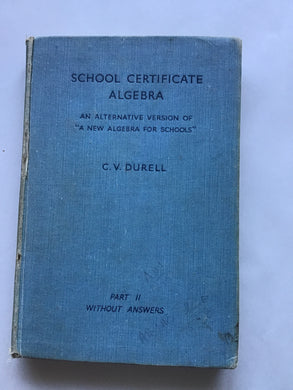 SCHOOL CERTIFICATE
ALGEBRA
AN ALTERNATIVE VERSION OF
"A NEW ALGEBRA FOR SCHOOLS"
C. V. DURELL
PART II
WITHOUT ANSWERS